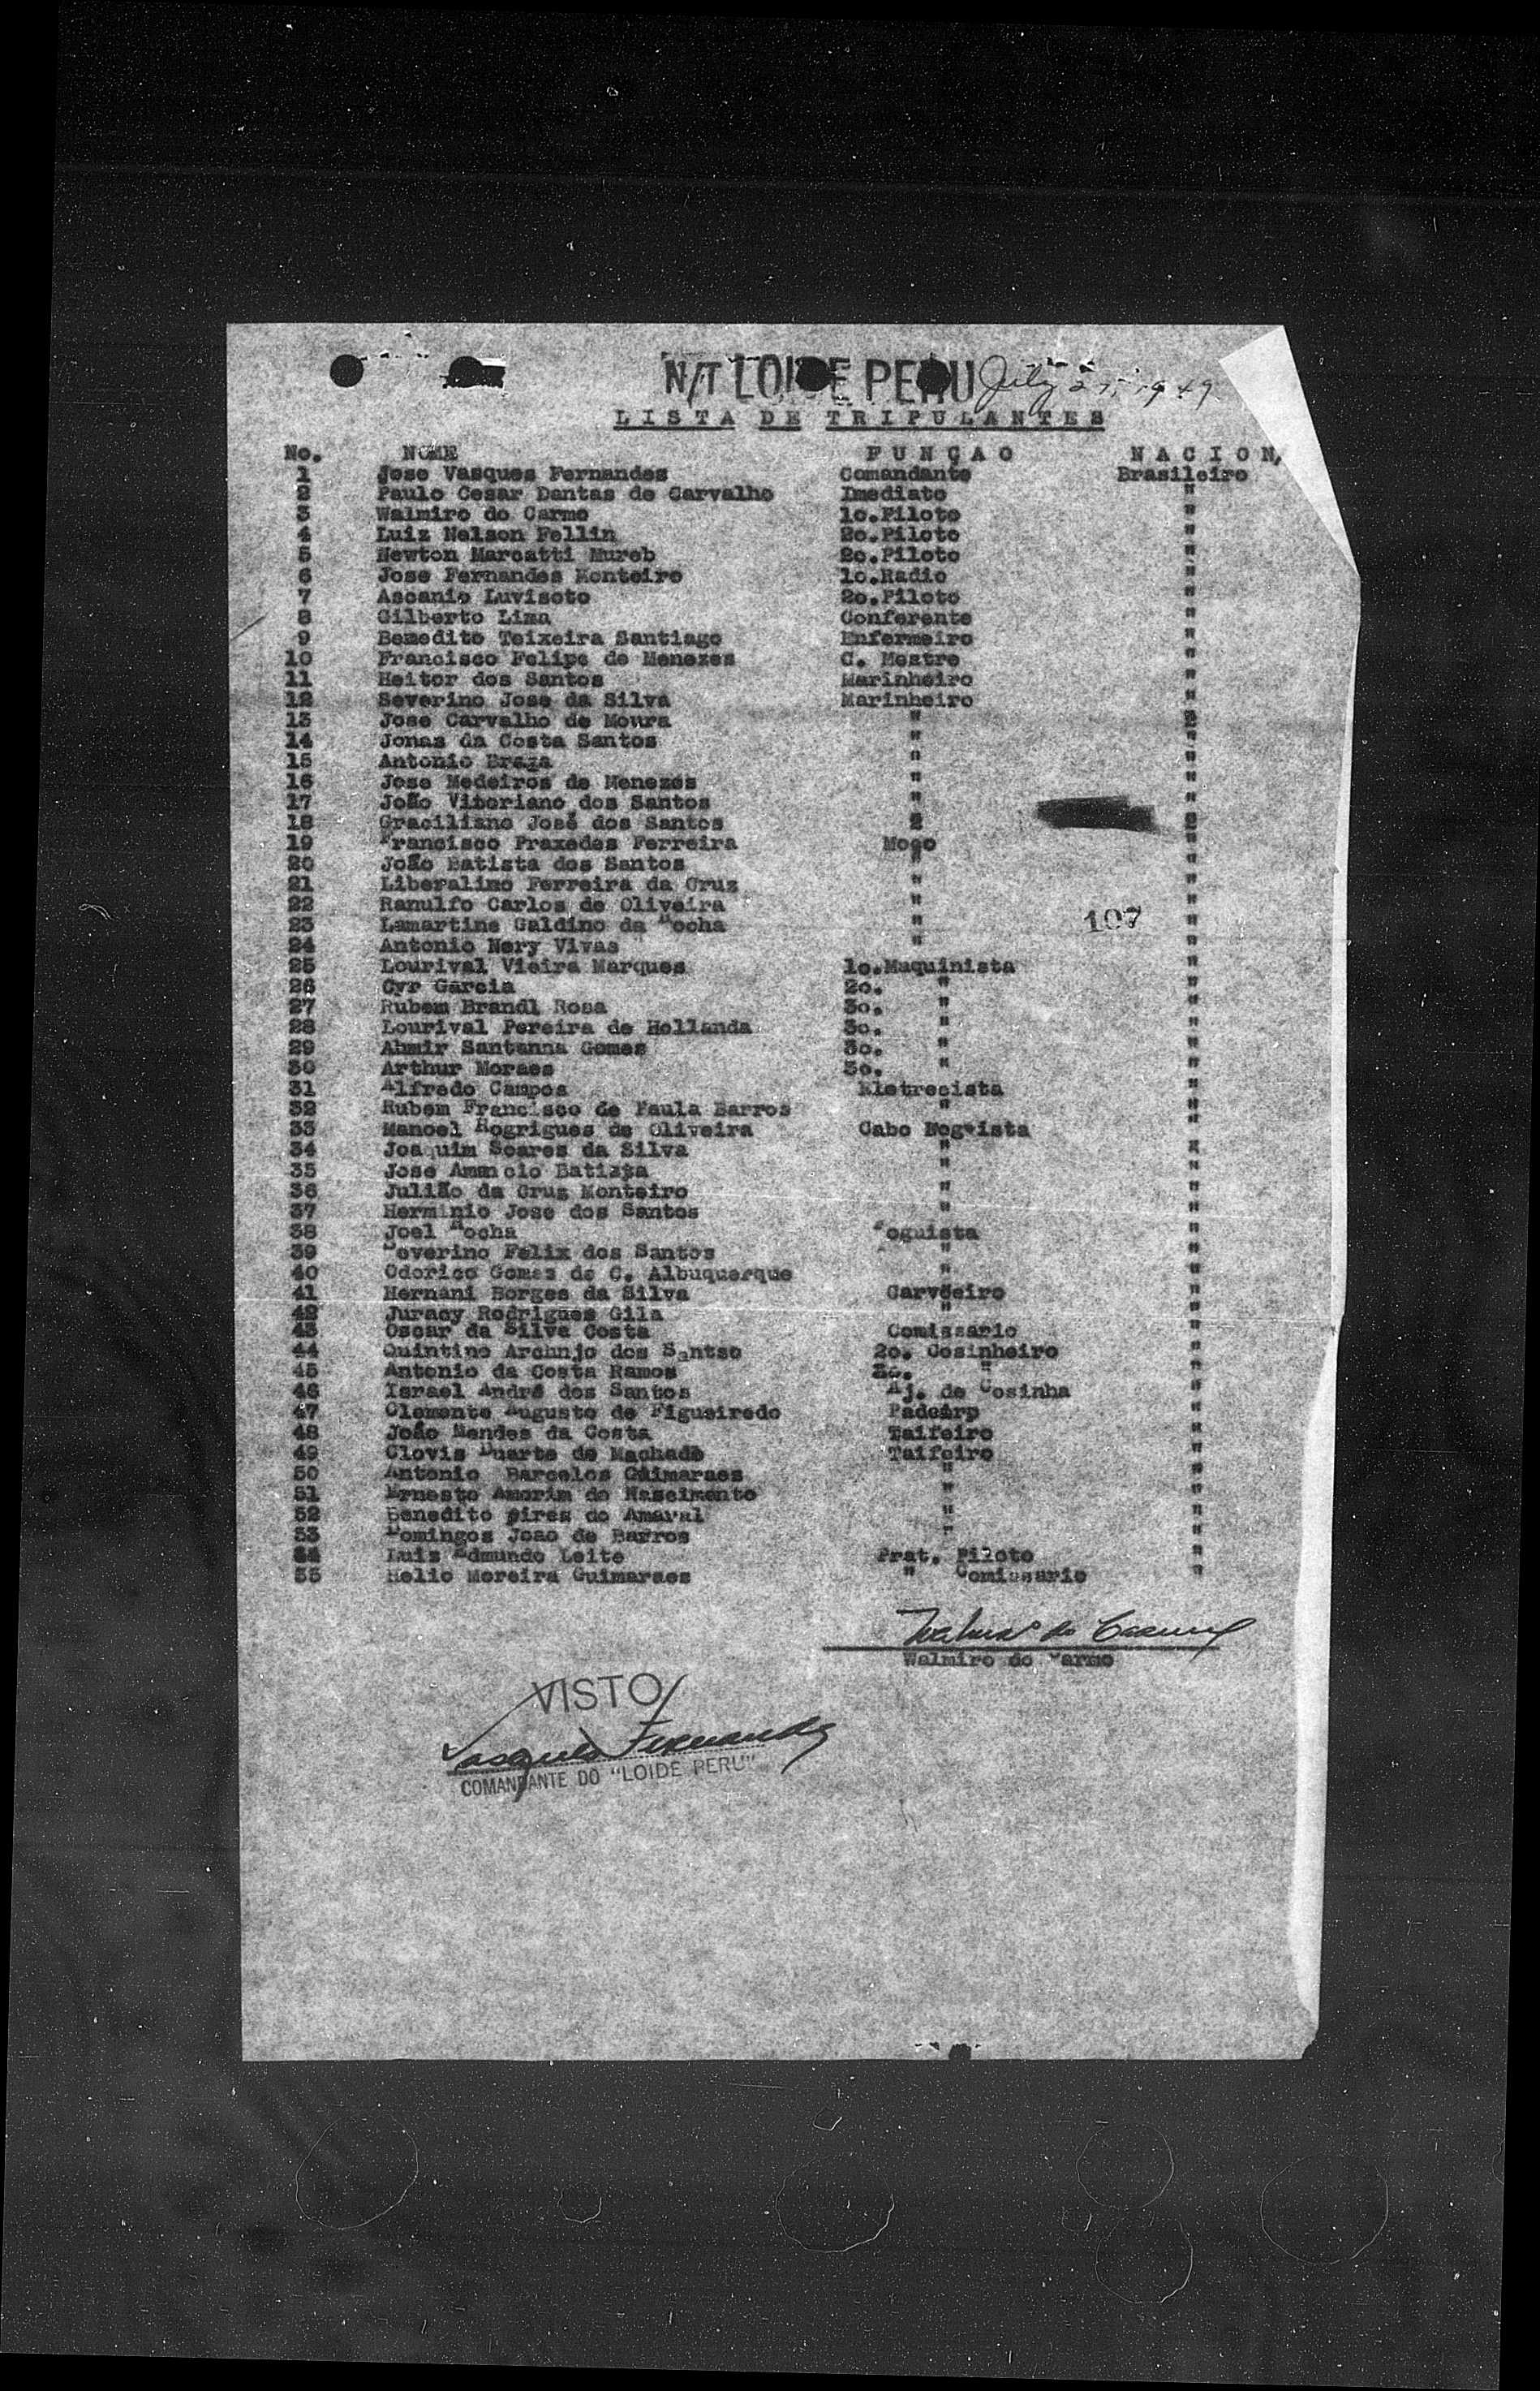 N/T LOIDE PERU July 27, 1949
LISTA DE TRIPULANTES
No. NOME FUNÇAO NACION,
1 Jose Vasques Fernandes Comandante Brasileiro
2 Paulo Cesar Dantas de Carvalho Imediato "
3 Walmiro do Carmo 1o.Piloto "
4 Luiz Nelson Fellin 2o.Piloto "
5 Newton Marcatti Mureb 2o.Piloto "
6 Jose Fernandes Monteiro 1o.Radio "
7 Ascanio Luvisoto 2o.Piloto "
8 Gilberto Lima Conferente "
9 Benedito Teixeira Santiago Enfermeiro "
10 Francisco Felipe de Menezes C. Mestre "
11 Heitor dos Santos Marinheiro "
12 Severino Jose da Silva Marinheiro "
13 Jose Carvalho de Moura " 2
14 Jonas da Costa Santos " "
15 Antonio Braga " "
16 Jose Medeiros de Menezes " "
17 João Viboriano dos Santos " "
18 Graciliano José dos Santos 2 2
19 Francisco Praxedes Ferreira Moço "
20 João Batista dos Santos " "
21 Liberalino Ferreira da Cruz " "
22 Ranulfo Carlos de Oliveira " "
23 Lamartine Galdino da Rocha " 107 "
24 Antonio Nery Vivas " "
25 Lourival Vieira Marques 1o.Maquinista "
26 Cyr Garcia 2o. " "
27 Rubem Brandl Rosa 3o. " "
28 Lourival Pereira de Hollanda 3o. " "
29 Ahmir Santanna Gomes 3o. " "
30 Arthur Moraes 3o. " "
31 Alfredo Campos Eletrecista "
32 Rubem Francisco de Paula Barros " "
33 Manoel Rogrigues de Oliveira Cabo "
34 Joaquim Soares da Silva " "
35 Jose Batista " "
36 Julião da Cruz Monteiro " "
37 Herminio Jose dos Santos " "
38 Joel Rocha Foguista "
39 Severino Felix dos Santos " "
40 Odorico Gomes de C. Albuquerque " "
41 Hernani Borges da Silva Carvoeiro "
42 Juracy Rodrigues Gila " "
43 Oscar da Silva Costa Comissario "
44 Quintino Archnjo dos Santso 2o. Cosinheiro "
45 Antonio da Costa Ramos " "
46 Israel André dos Santos Aj. de Cosinha "
47 Clemente Augusto de Figueiredo "
48 João Mendes da Costa Taifeiro "
49 Clovis Duarte de Machado Taifeiro "
50 Antonio Barcelos Guimaraes " "
51 Ernesto Amorim do Nascimento " "
52 Benedito pires do Amaral " "
53 Domingos Joao de Barros " "
54 Luis Edmundo Leite Prat. Piloto "
55 Helio Moreira Guimaraes " Comissario "
Walmiro do Carmo
Walmiro do Carmo
VISTO
Vasques Fernandes
COMANDANTE DO "LOIDE PERU"